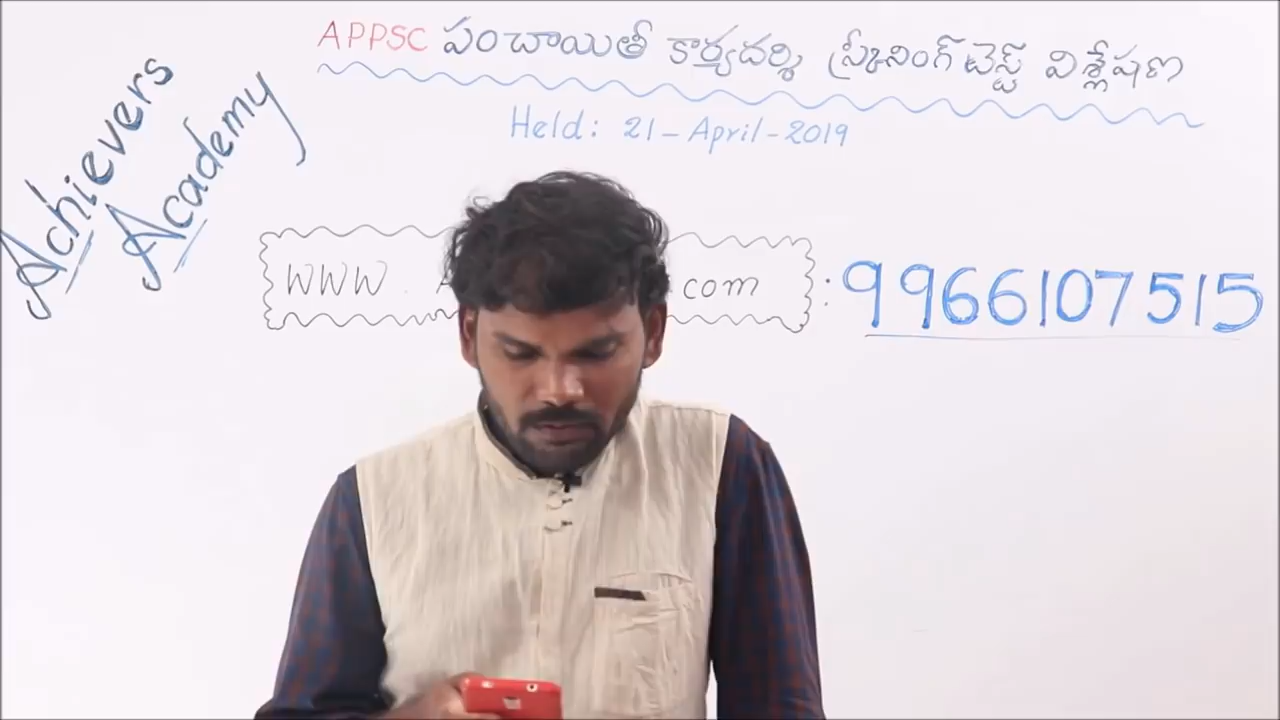 APPSC పంచాయితీ కార్యదర్శి స్క్రీనింగ్ టెస్ట్ విశ్లేషణ
Held: 21-April-2019
Achievers
Academy
WWW. com : 9966107515